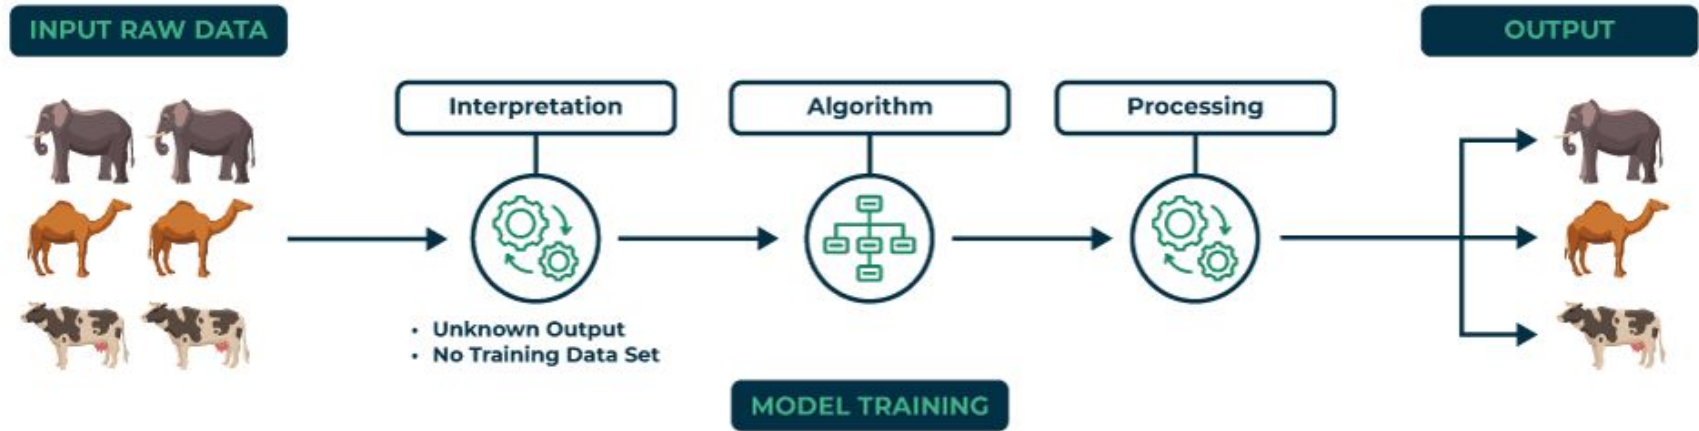 INPUT RAW DATA
OUTPUT
Interpretation
Algorithm
Processing
• Unknown Output
• No Training Data Set
MODEL TRAINING